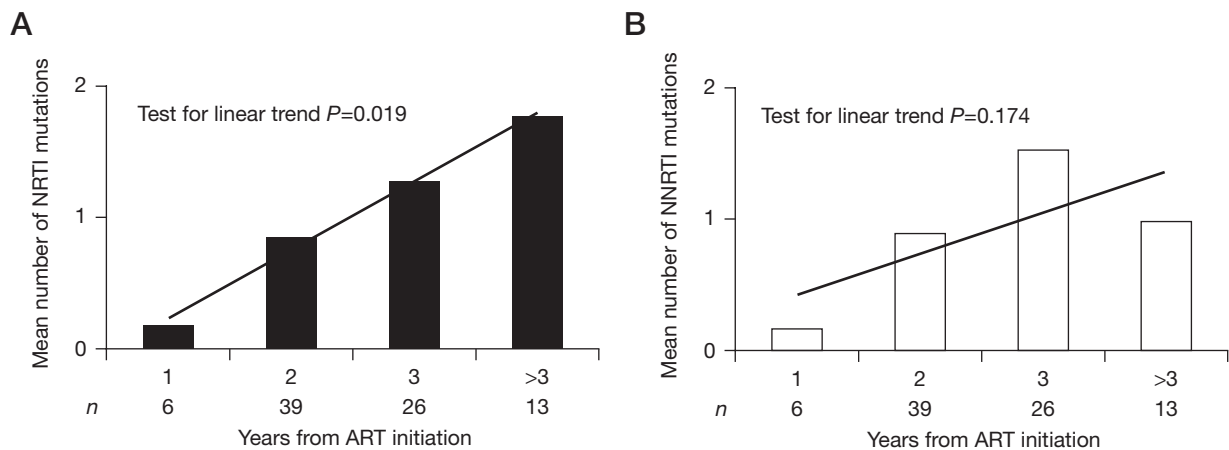 A
Mean number of NRTI mutations
2
1
0
Test for linear trend P=0.019
1 2 3 >3
n 6 39 26 13
Years from ART initiation
B
Mean number of NNRTI mutations
2
1
0
Test for linear trend P=0.174
1 2 3 >3
n 6 39 26 13
Years from ART initiation